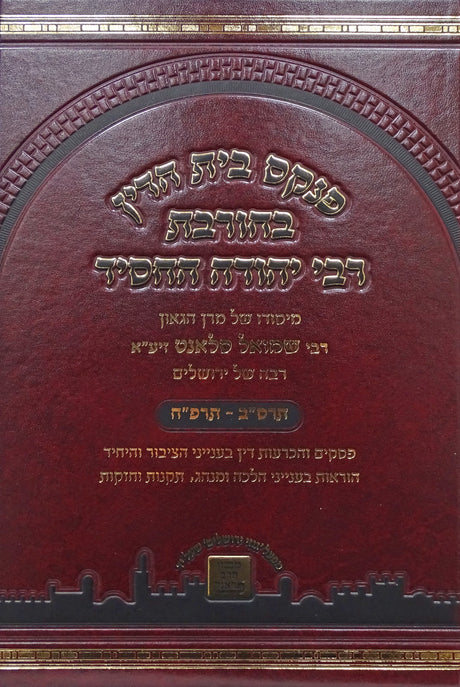 פנקס בית הדין
בחורבת
רבי יהודה החסיד
מיסודו של מרן הגאון
רבי שמואל סלאנט זיע"א
רבה של ירושלים
תרס"ב - תרפ"ח
פסקים והכרעות דין בענייני הציבור והיחיד
הוראות בענייני הלכה ומנהג, תקנות וחזקות